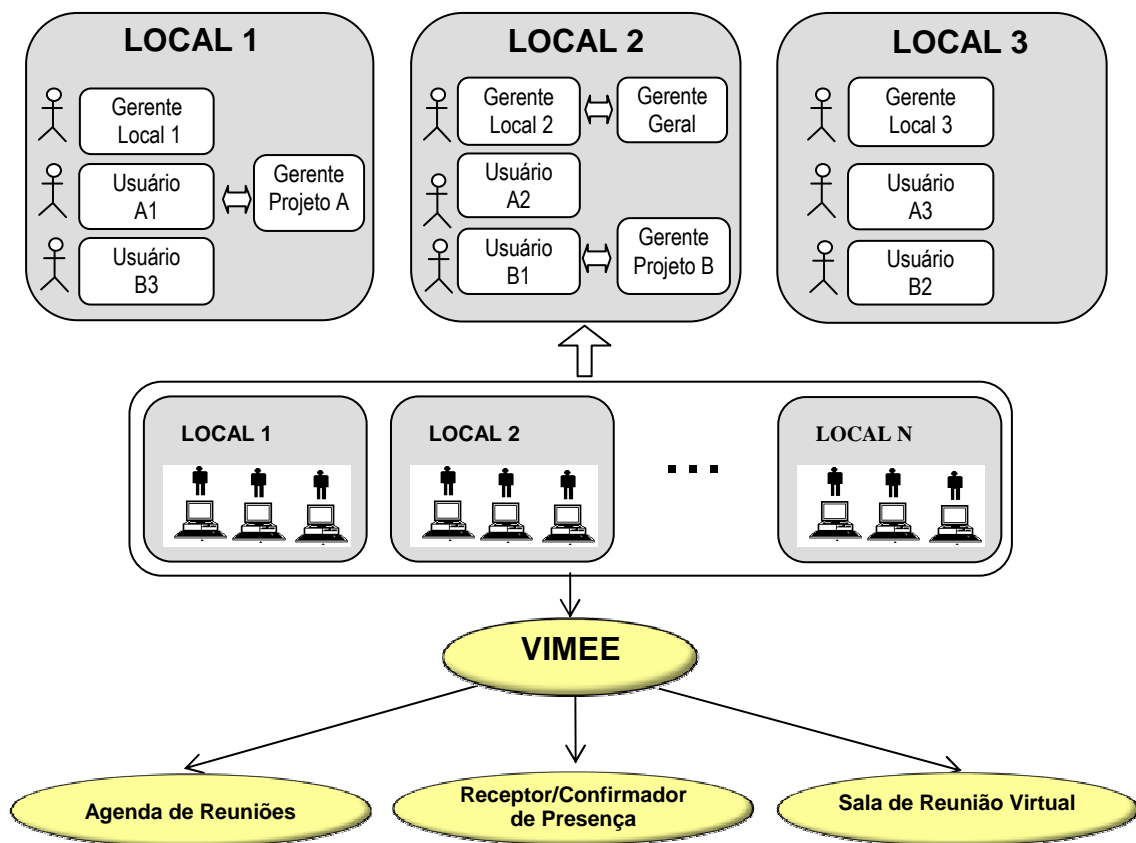 LOCAL 1
Gerente
Local 1
Usuário
A1
Gerente
Projeto A
Usuário
B3
LOCAL 2
Gerente
Local 2
Gerente
Geral
Usuário
A2
Usuário
B1
Gerente
Projeto B
LOCAL 3
Gerente
Local 3
Usuário
A3
Usuário
B2
LOCAL 1
LOCAL 2
...
LOCAL N
VIMEE
Agenda de Reuniões
Receptor/Confirmador
de Presença
Sala de Reunião Virtual